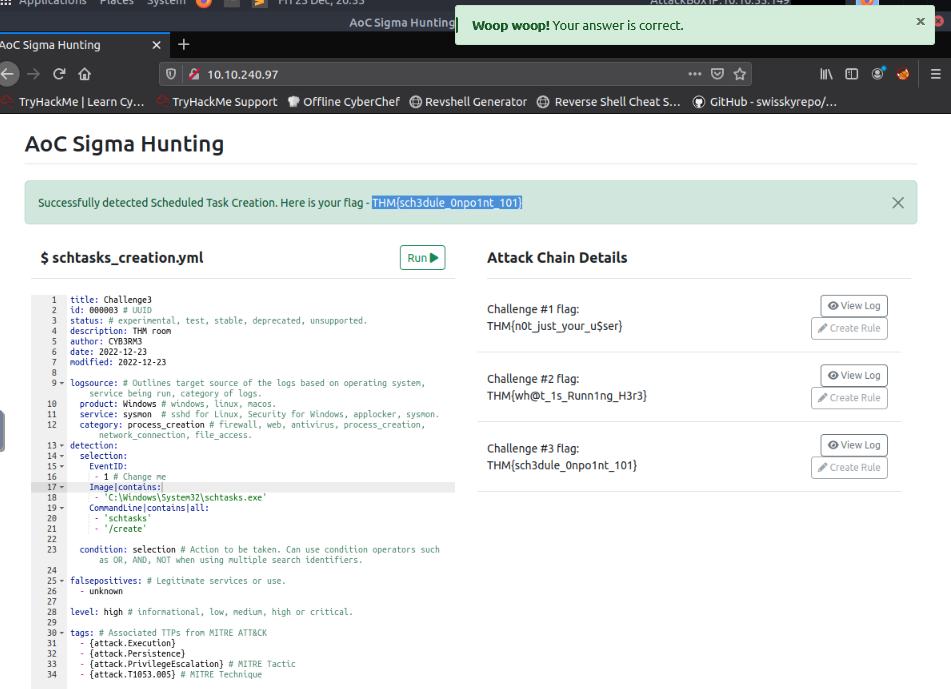 Applications Places System Fri 23 Dec, 20:55 AttackBox IP:10.10.55.149
AoC Sigma Hunting
Woop woop! Your answer is correct.
AoC Sigma Hunting
10.10.240.97
TryHackMe | Learn Cy... TryHackMe Support Offline CyberChef Revshell Generator Reverse Shell Cheat S... GitHub - swisskyrepo/...
AoC Sigma Hunting
Successfully detected Scheduled Task Creation. Here is your flag - THM{sch3dule_0npo1nt_101}
$ schtasks_creation.yml
Run
1 title: Challenge3
2 id: 000003 # UUID
3 status: # experimental, test, stable, deprecated, unsupported.
4 description: THM room
5 author: CYB3RM3
6 date: 2022-12-23
7 modified: 2022-12-23
8
9 logsource: # Outlines target source of the logs based on operating system,
service being run, category of logs.
10 product: Windows # windows, linux, macos.
11 service: sysmon # sshd for Linux, Security for Windows, applocker, sysmon.
12 category: process_creation # firewall, web, antivirus, process_creation,
network_connection, file_access.
13 detection:
14 selection:
15 EventID:
16 - 1 # Change me
17 Image|contains:
18 - 'C:\Windows\System32\schtasks.exe'
19 CommandLine|contains|all:
20 - 'schtasks'
21 - '/create'
22
23 condition: selection # Action to be taken. Can use condition operators such
as OR, AND, NOT when using multiple search identifiers.
24
25 falsepositives: # Legitimate services or use.
26 - unknown
27
28 level: high # informational, low, medium, high or critical.
29
30 tags: # Associated TTPs from MITRE ATT&CK
31 - {attack.Execution}
32 - {attack.Persistence}
33 - {attack.PrivilegeEscalation} # MITRE Tactic
34 - {attack.T1053.005} # MITRE Technique
Attack Chain Details
Challenge #1 flag:
THM{n0t_just_your_u$ser}
View Log
Create Rule
Challenge #2 flag:
THM{wh@t_1s_Runn1ng_H3r3}
View Log
Create Rule
Challenge #3 flag:
THM{sch3dule_0npo1nt_101}
View Log
Create Rule